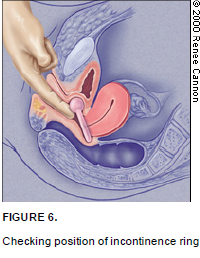 © 2000 Renee Cannon
FIGURE 6.
Checking position of incontinence ring